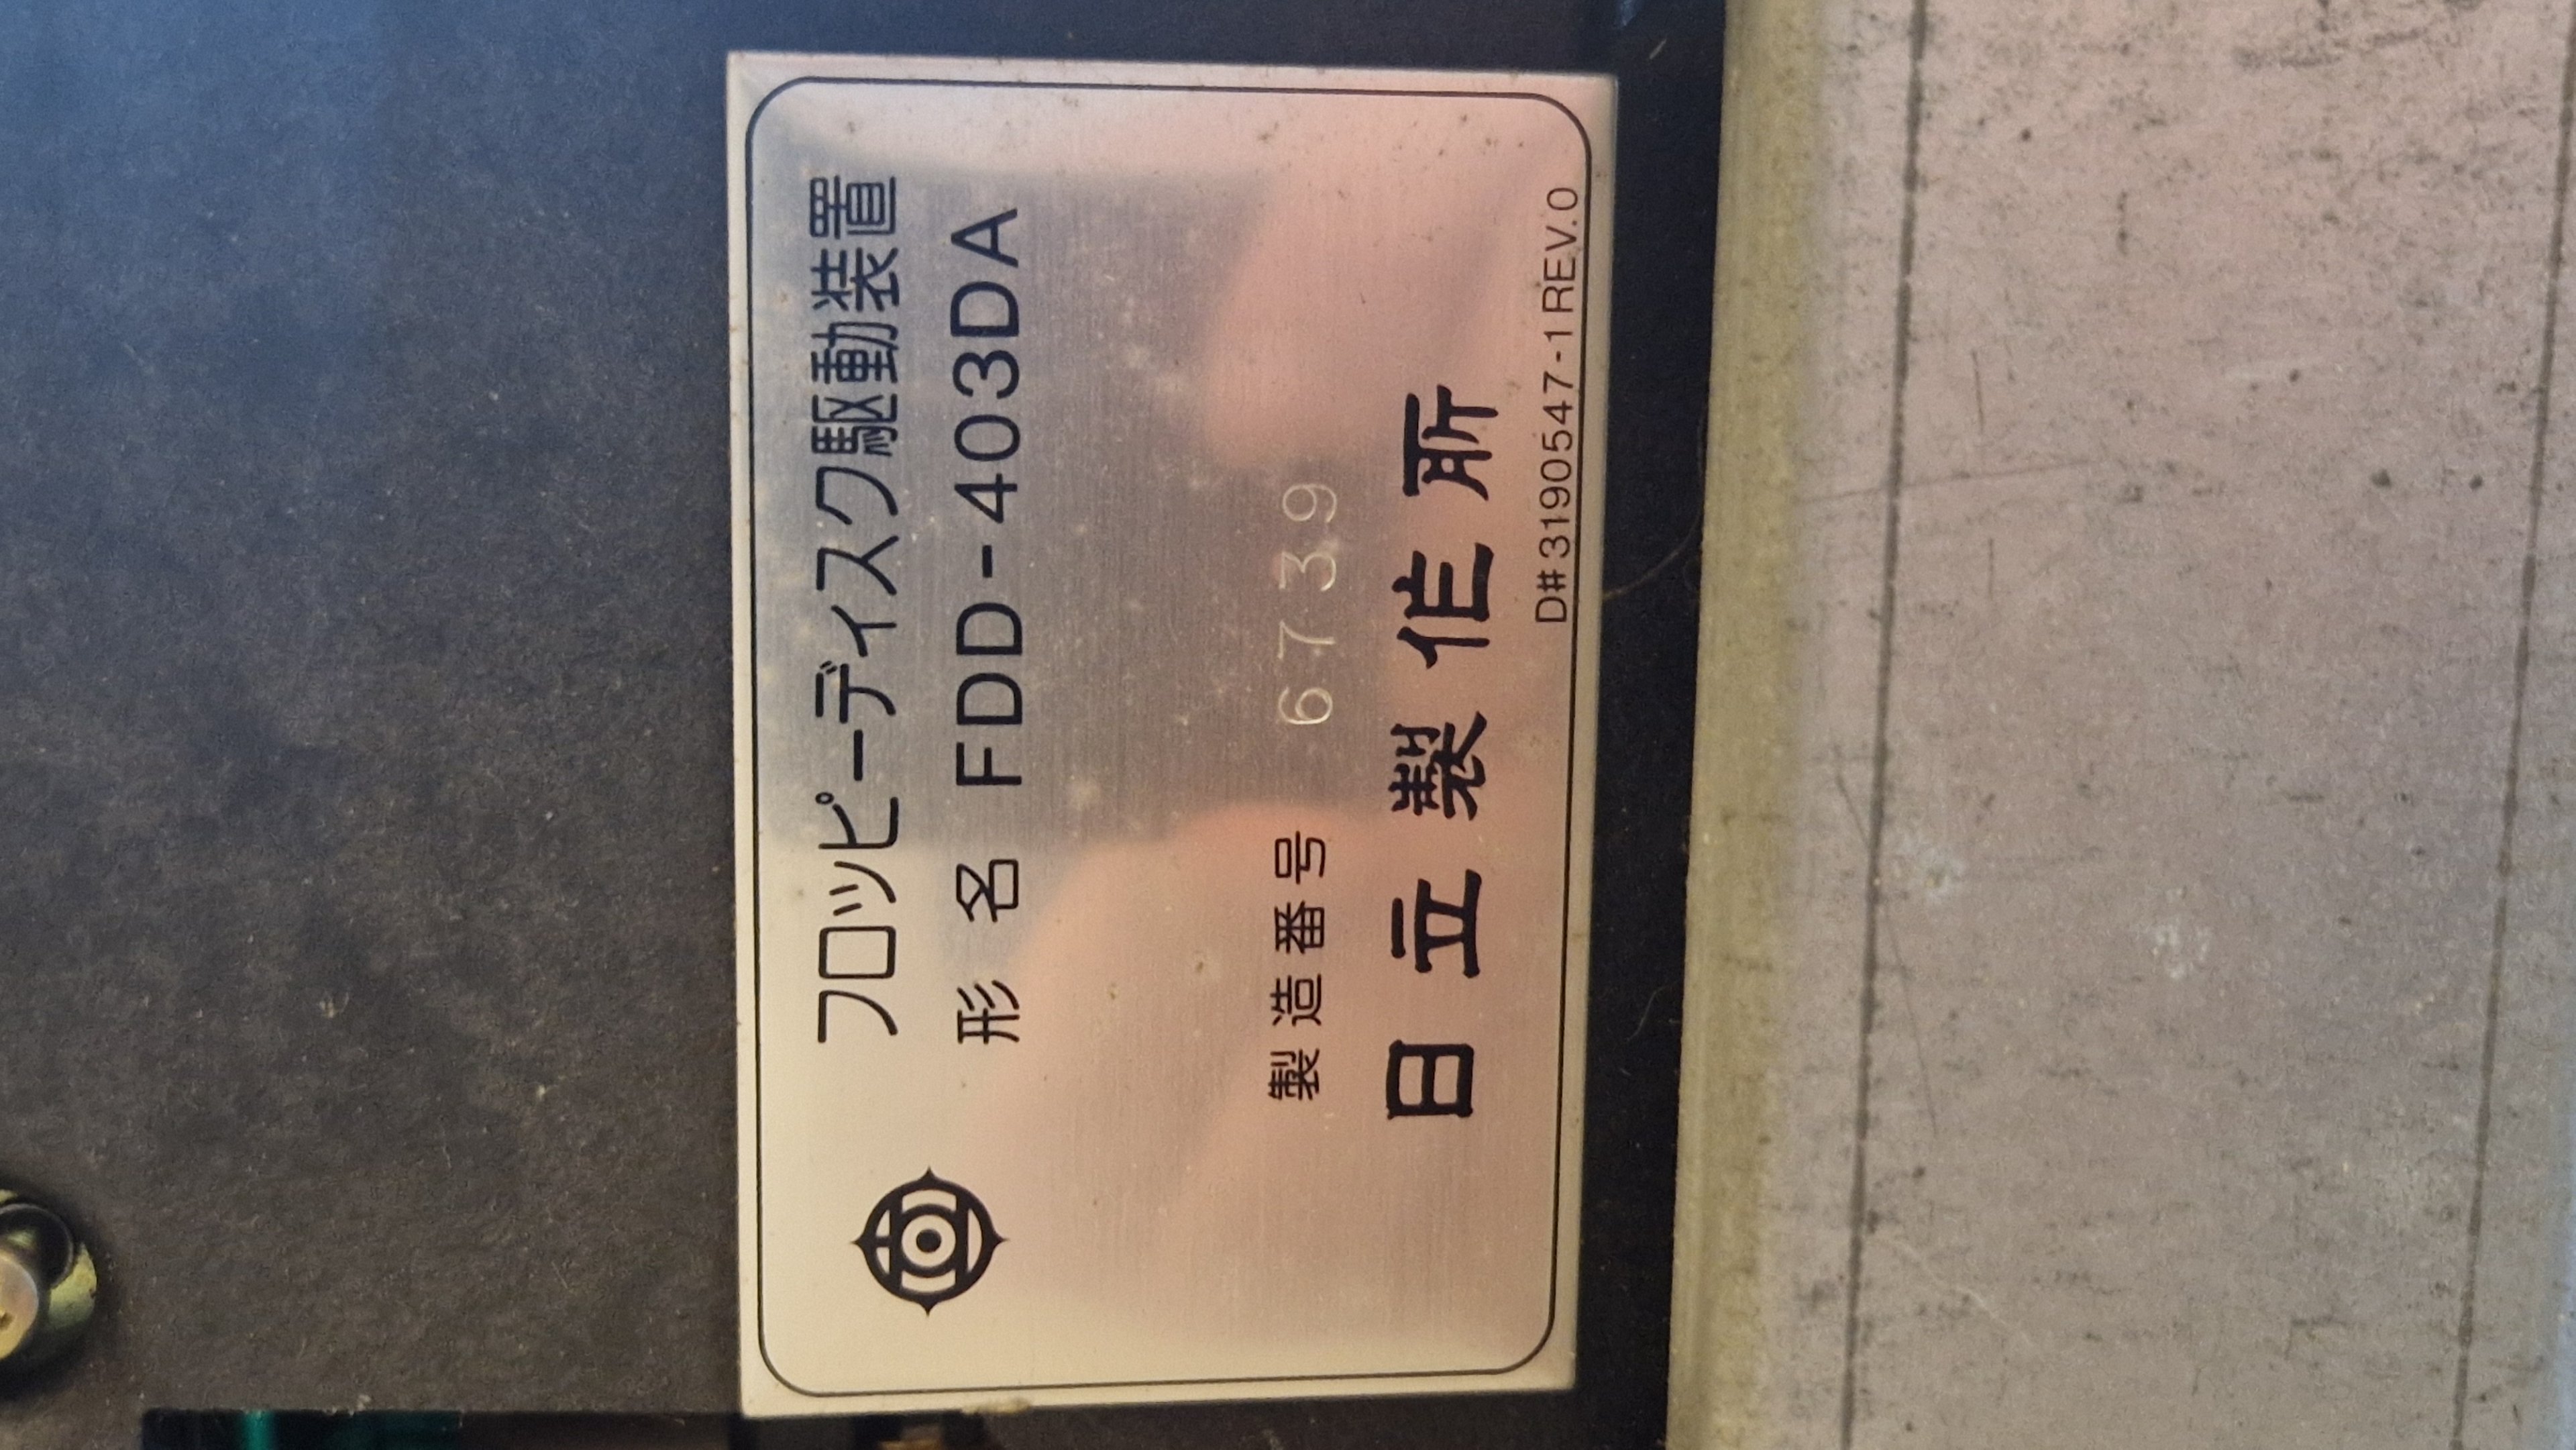 フロッピーディスク駆動装置
形名 FDD-403DA
製造番号 6739
日立製作所
D#3190547-1 REV.0